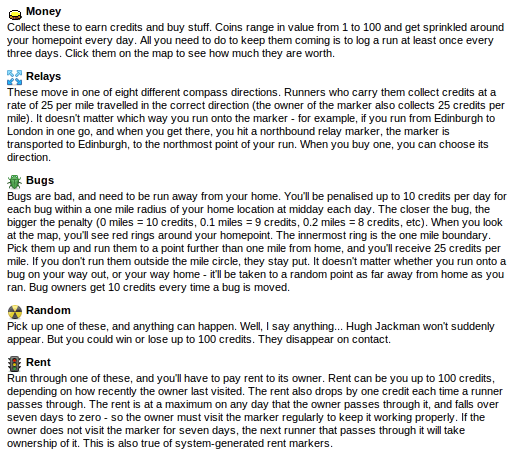 Money
Collect these to earn credits and buy stuff. Coins range in value from 1 to 100 and get sprinkled around
your homepoint every day. All you need to do to keep them coming is to log a run at least once every
three days. Click them on the map to see how much they are worth.
Relays
These move in one of eight different compass directions. Runners who carry them collect credits at a
rate of 25 per mile travelled in the correct direction (the owner of the marker also collects 25 credits per
mile). It doesn't matter which way you run onto the marker - for example, if you run from Edinburgh to
London in one go, and when you get there, you hit a northbound relay marker, the marker is
transported to Edinburgh, to the northmost point of your run. When you buy one, you can choose its
direction.
Bugs
Bugs are bad, and need to be run away from your home. You'll be penalised up to 10 credits per day for
each bug within a one mile radius of your home location at midday each day. The closer the bug, the
bigger the penalty (0 miles = 10 credits, 0.1 miles = 9 credits, 0.2 miles = 8 credits, etc). When you look
at the map, you'll see red rings around your homepoint. The innermost ring is the one mile boundary.
Pick them up and run them to a point further than one mile from home, and you'll receive 25 credits per
mile. If you don't run them outside the mile circle, they stay put. It doesn't matter whether you run onto a
bug on your way out, or your way home - it'll be taken to a random point as far away from home as you
ran. Bug owners get 10 credits every time a bug is moved.
Random
Pick up one of these, and anything can happen. Well, I say anything... Hugh Jackman won't suddenly
appear. But you could win or lose up to 100 credits. They disappear on contact.
Rent
Run through one of these, and you'll have to pay rent to its owner. Rent can be you up to 100 credits,
depending on how recently the owner last visited. The rent also drops by one credit each time a runner
passes through. The rent is at a maximum on any day that the owner passes through it, and falls over
seven days to zero - so the owner must visit the marker regularly to keep it working properly. If the
owner does not visit the marker for seven days, the next runner that passes through it will take
ownership of it. This is also true of system-generated rent markers.